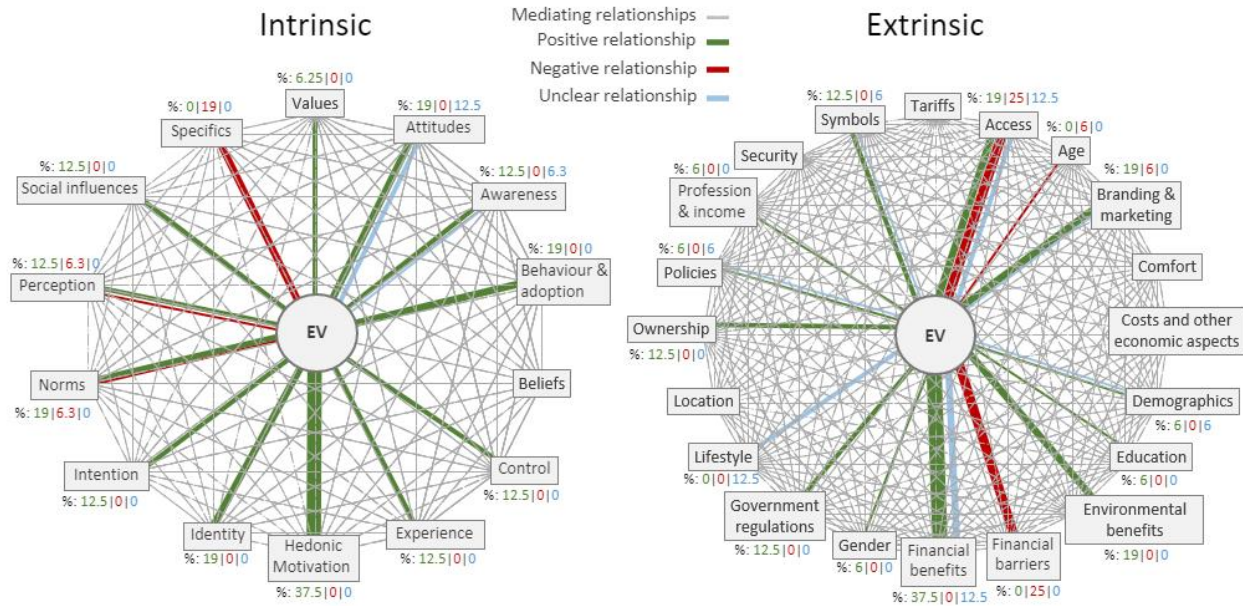 Intrinsic
Mediating relationships
Positive relationship
Negative relationship
Unclear relationship
Extrinsic
%: 6.25|0|0
Values
%: 19|0|12.5
Attitudes
%: 12.5|0|6.3
Awareness
%: 19|0|0
Behaviour &
adoption
Beliefs
Control
%: 12.5|0|0
Experience
%: 12.5|0|0
Hedonic
Motivation
%: 37.5|0|0
Identity
%: 19|0|0
Intention
%: 12.5|0|0
Norms
%: 19|6.3|0
%: 12.5|6.3|0
Perception
%: 12.5|0|0
Social influences
%: 0|19|0
Specifics
EV
Tariffs
%: 19|25|12.5
Access
%: 0|6|0
Age
%: 19|6|0
Branding &
marketing
Comfort
Costs and other
economic aspects
Demographics
%: 6|0|6
Education
%: 6|0|0
Environmental
benefits
%: 19|0|0
Financial
barriers
%: 0|25|0
Financial
benefits
%: 37.5|0|12.5
Gender
%: 6|0|0
Government
regulations
%: 12.5|0|0
Lifestyle
%: 0|0|12.5
Location
Ownership
%: 12.5|0|0
%: 6|0|6
Policies
%: 6|0|0
Profession
& income
Security
%: 12.5|0|6
Symbols
EV